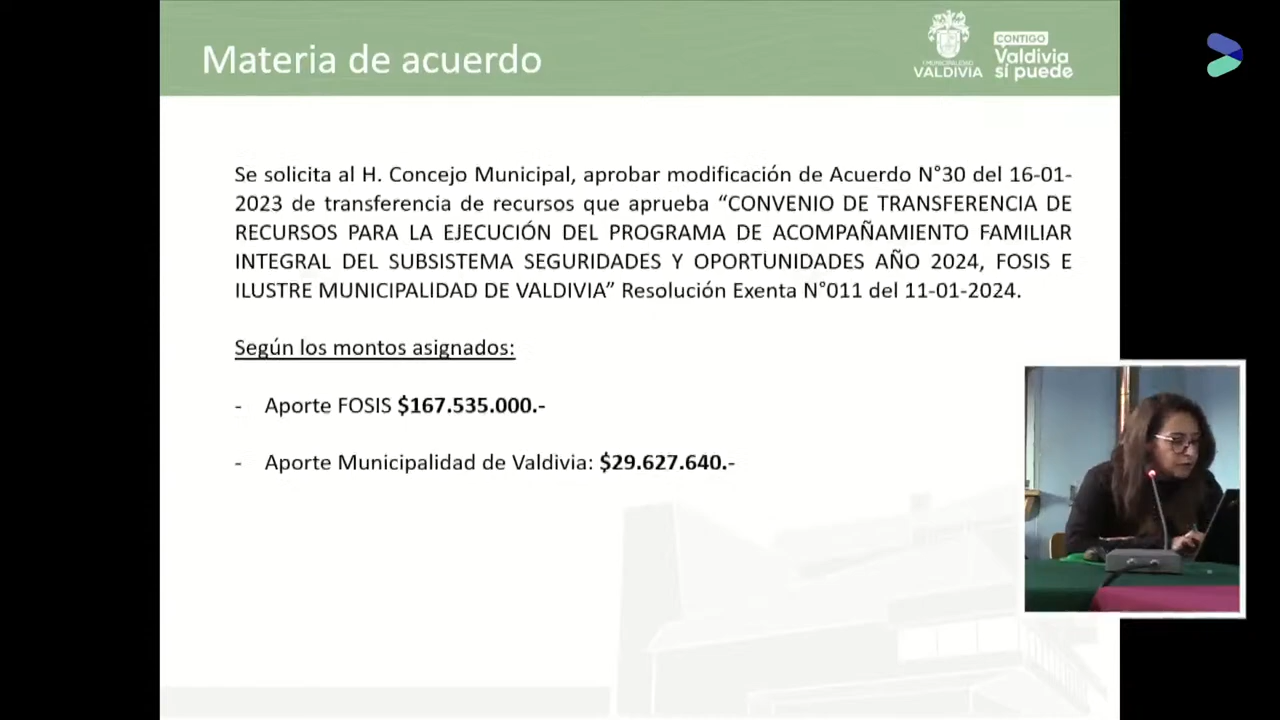 Materia de acuerdo
I. MUNICIPALIDAD
VALDIVIA
CONTIGO
Valdivia
sí puede
Se solicita al H. Concejo Municipal, aprobar modificación de Acuerdo N°30 del 16-01-
2023 de transferencia de recursos que aprueba “CONVENIO DE TRANSFERENCIA DE
RECURSOS PARA LA EJECUCIÓN DEL PROGRAMA DE ACOMPAÑAMIENTO FAMILIAR
INTEGRAL DEL SUBSISTEMA SEGURIDADES Y OPORTUNIDADES AÑO 2024, FOSIS E
ILUSTRE MUNICIPALIDAD DE VALDIVIA” Resolución Exenta N°011 del 11-01-2024.
Según los montos asignados:
- Aporte FOSIS $167.535.000.-
- Aporte Municipalidad de Valdivia: $29.627.640.-